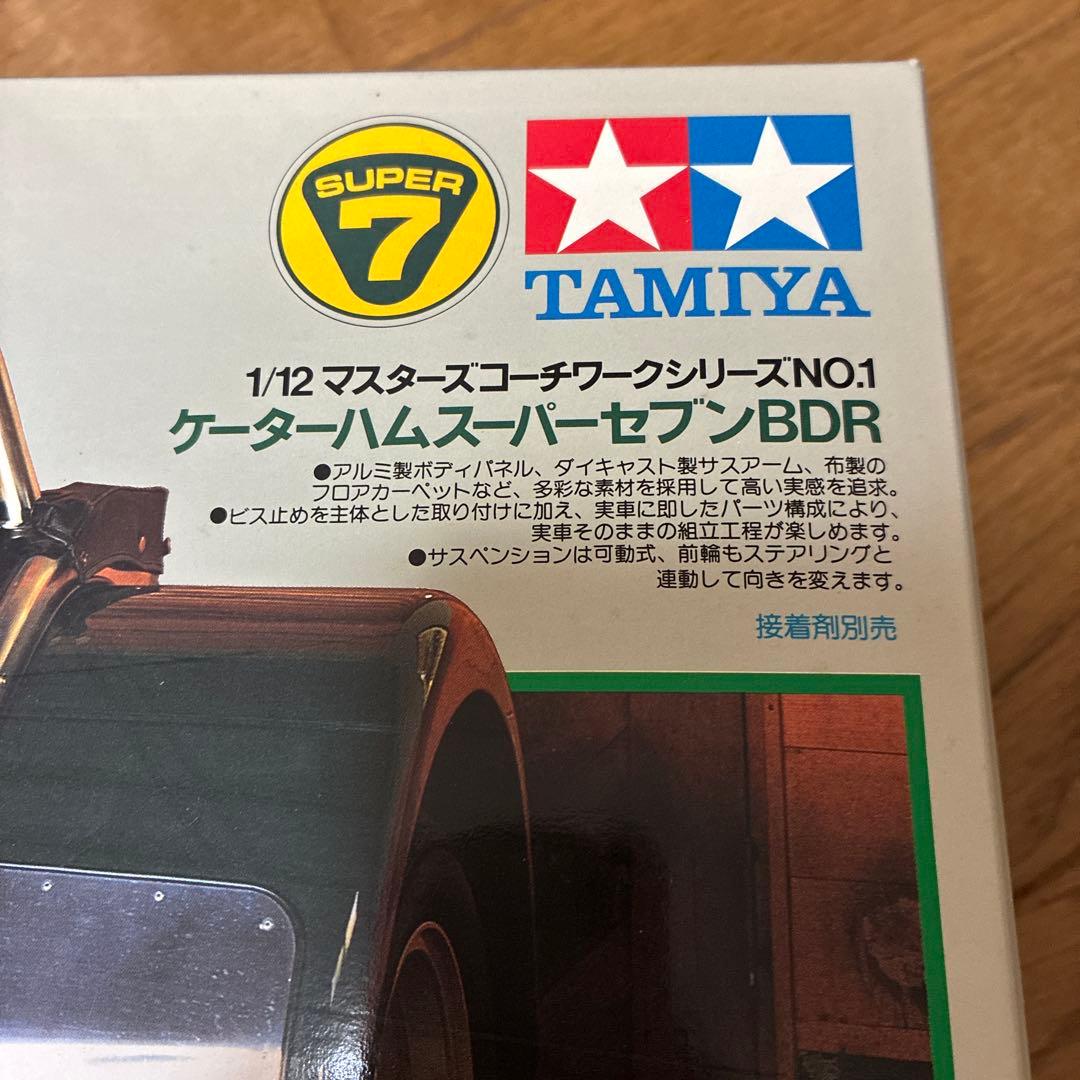 SUPER
7
TAMIYA
1/12 マスターズコーチワークシリーズNO.1
ケーターハムスーパーセブンBDR
●アルミ製ボディパネル、ダイキャスト製サスアーム、布製の
フロアカーペットなど、多彩な素材を採用して高い実感を追求。
●ビス止めを主体とした取り付けに加え、実車に即したパーツ構成により、
実車そのままの組立工程が楽しめます。
●サスペンションは可動式、前輪もステアリングと
連動して向きを変えます。
接着剤別売